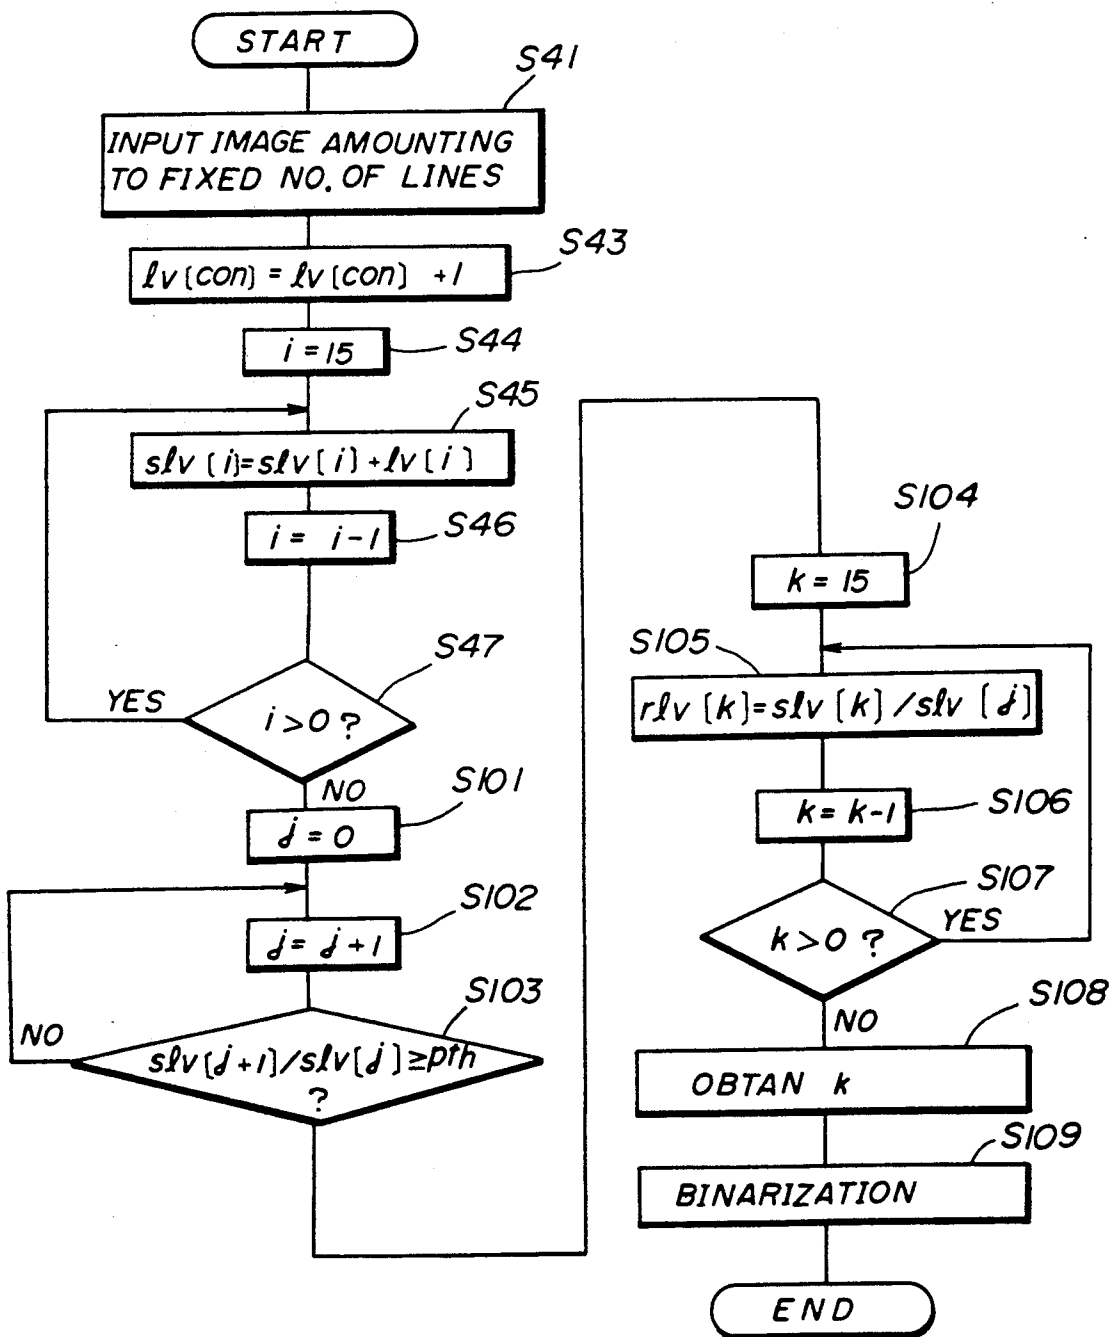 START
S41
INPUT IMAGE AMOUNTING
TO FIXED NO. OF LINES
S43
lv[con] = lv[con] +1
i = 15
S44
S45
slv[i]=slv[i]+lv[i]
i = i-1
S46
S47
YES
i>0 ?
NO
S101
j = 0
S102
j = j+1
S103
NO
slv[j+1]/slv[j]≥pth
?
S104
k = 15
S105
rlv[k]=slv[k]/slv[j]
k = k-1
S106
S107
k>0 ?
YES
NO
S108
OBTAN k
S109
BINARIZATION
END